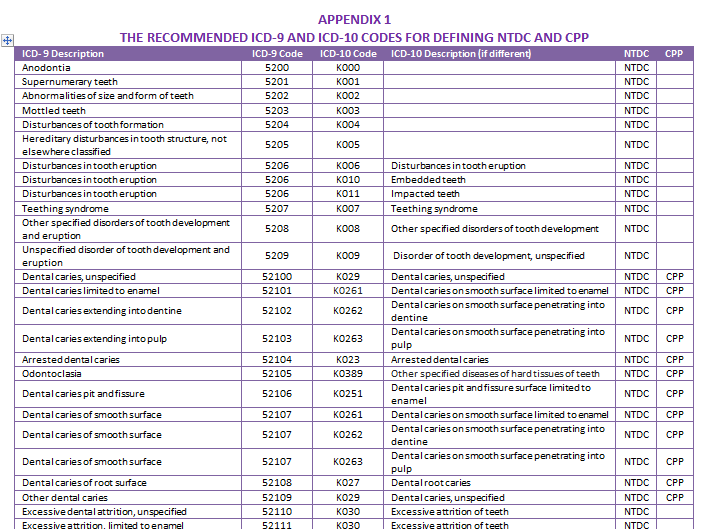 APPENDIX 1
THE RECOMMENDED ICD-9 AND ICD-10 CODES FOR DEFINING NTDC AND CPP
ICD- 9 Description ICD-9 Code ICD-10 Code ICD-10 Description (if different) NTDC CPP
Anodontia 5200 K000 NTDC
Supernumerary teeth 5201 K001 NTDC
Abnormalities of size and form of teeth 5202 K002 NTDC
Mottled teeth 5203 K003 NTDC
Disturbances of tooth formation 5204 K004 NTDC
Hereditary disturbances in tooth structure, not
elsewhere classified 5205 K005 NTDC
Disturbances in tooth eruption 5206 K006 Disturbances in tooth eruption NTDC
Disturbances in tooth eruption 5206 K010 Embedded teeth NTDC
Disturbances in tooth eruption 5206 K011 Impacted teeth NTDC
Teething syndrome 5207 K007 Teething syndrome NTDC
Other specified disorders of tooth development
and eruption 5208 K008 Other specified disorders of tooth development NTDC
Unspecified disorder of tooth development and
eruption 5209 K009 Disorder of tooth development, unspecified NTDC
Dental caries, unspecified 52100 K029 Dental caries, unspecified NTDC CPP
Dental caries limited to enamel 52101 K0261 Dental caries on smooth surface limited to enamel NTDC CPP
Dental caries extending into dentine 52102 K0262 Dental caries on smooth surface penetrating into
dentine NTDC CPP
Dental caries extending into pulp 52103 K0263 Dental caries on smooth surface penetrating into
pulp NTDC CPP
Arrested dental caries 52104 K023 Arrested dental caries NTDC CPP
Odontoclasia 52105 K0389 Other specified diseases of hard tissues of teeth NTDC CPP
Dental caries pit and fissure 52106 K0251 Dental caries pit and fissure surface limited to
enamel NTDC CPP
Dental caries of smooth surface 52107 K0261 Dental caries on smooth surface limited to enamel NTDC CPP
Dental caries of smooth surface 52107 K0262 Dental caries on smooth surface penetrating into
dentine NTDC CPP
Dental caries of smooth surface 52107 K0263 Dental caries on smooth surface penetrating into
pulp NTDC CPP
Dental caries of root surface 52108 K027 Dental root caries NTDC CPP
Other dental caries 52109 K029 Dental caries, unspecified NTDC CPP
Excessive dental attrition, unspecified 52110 K030 Excessive attrition of teeth NTDC
Excessive attrition, limited to enamel 52111 K030 Excessive attrition of teeth NTDC